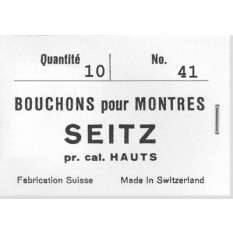 Quantité No.
10 41
BOUCHONS pour MONTRES
SEITZ
pr. cal. HAUTS
Fabrication Suisse Made in Switzerland